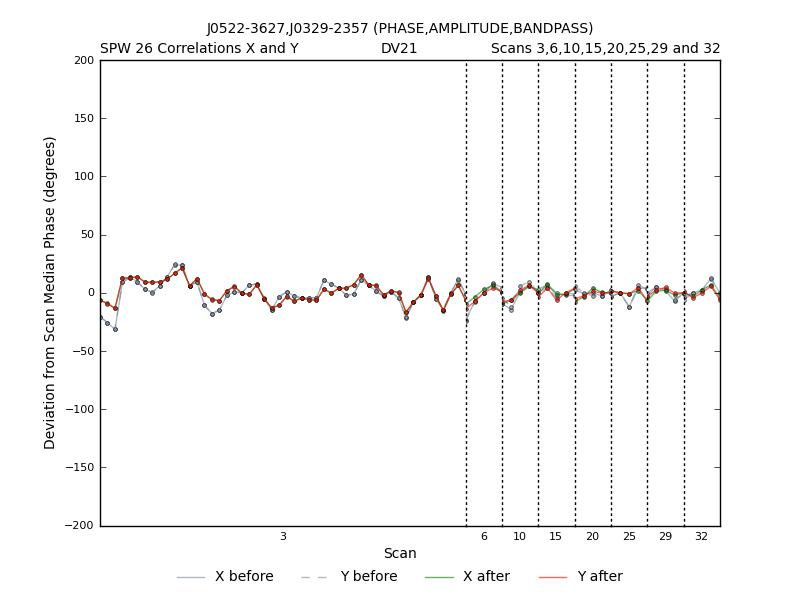 J0522-3627,J0329-2357 (PHASE,AMPLITUDE,BANDPASS)
SPW 26 Correlations X and Y DV21 Scans 3,6,10,15,20,25,29 and 32
200
150
100
50
0
−50
−100
−150
−200
Deviation from Scan Median Phase (degrees)
3 6 10 15 20 25 29 32
Scan
X before Y before X after Y after